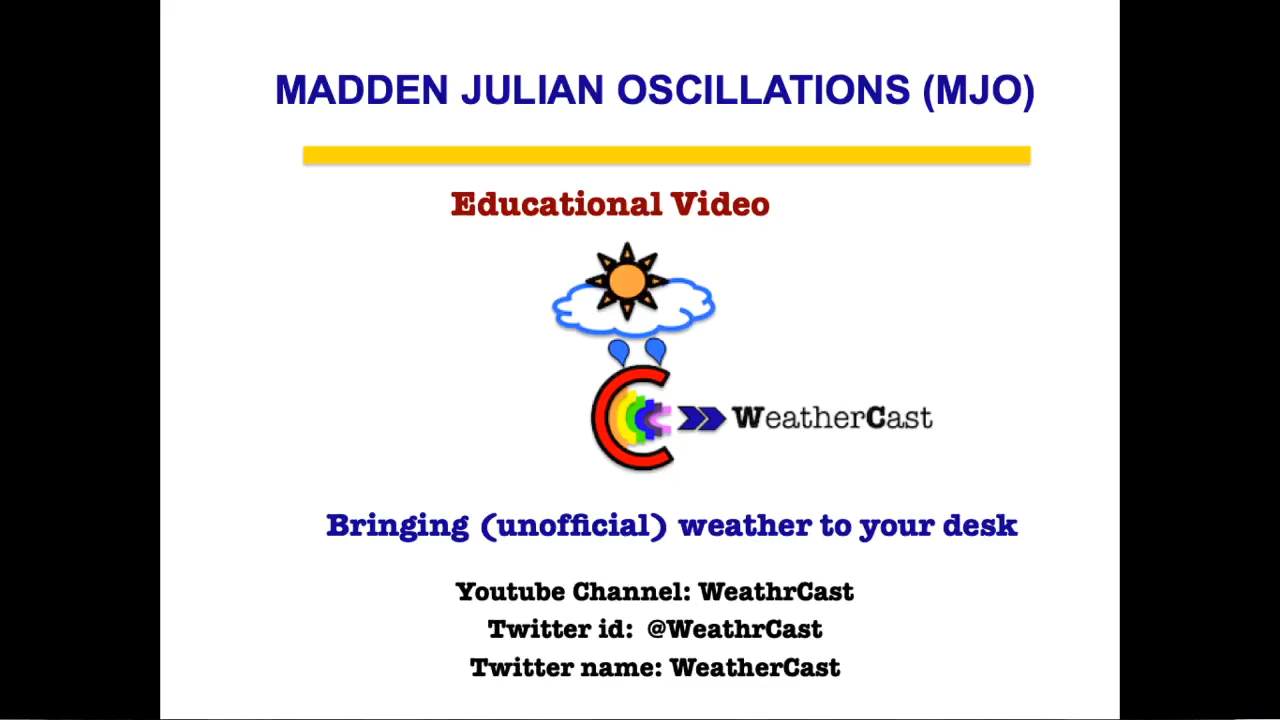 MADDEN JULIAN OSCILLATIONS (MJO)
Educational Video
WeatherCast
Bringing (unofficial) weather to your desk
Youtube Channel: WeathrCast
Twitter id: @WeathrCast
Twitter name: WeatherCast